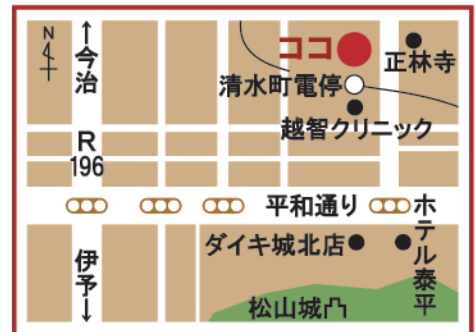 N
↑今治
ココ
正林寺
清水町電停
越智クリニック
R
196
平和通り
ホテル泰平
ダイキ城北店
伊予↓
松山城